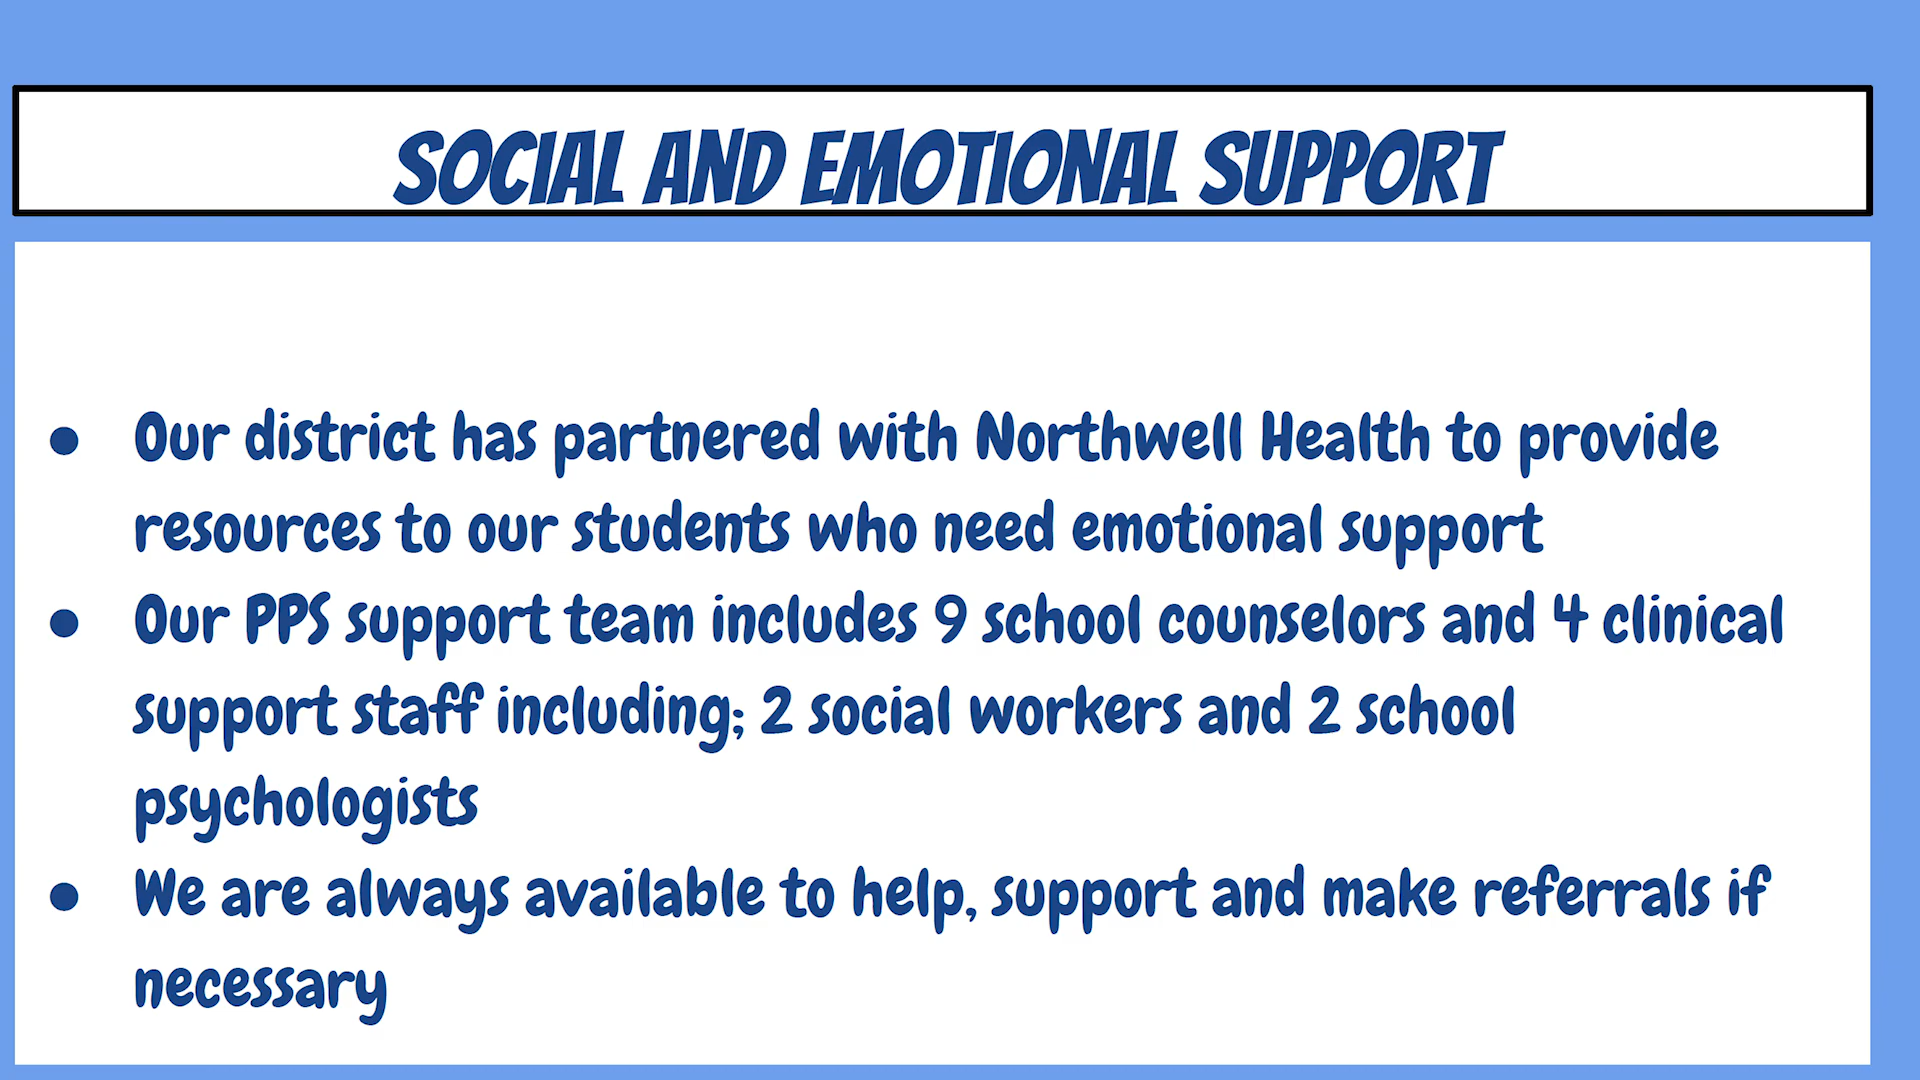 SOCIAL AND EMOTIONAL SUPPORT
● Our district has partnered with Northwell Health to provide
resources to our students who need emotional support
● Our PPS support team includes 9 school counselors and 4 clinical
support staff including; 2 social workers and 2 school
psychologists
● We are always available to help, support and make referrals if
necessary